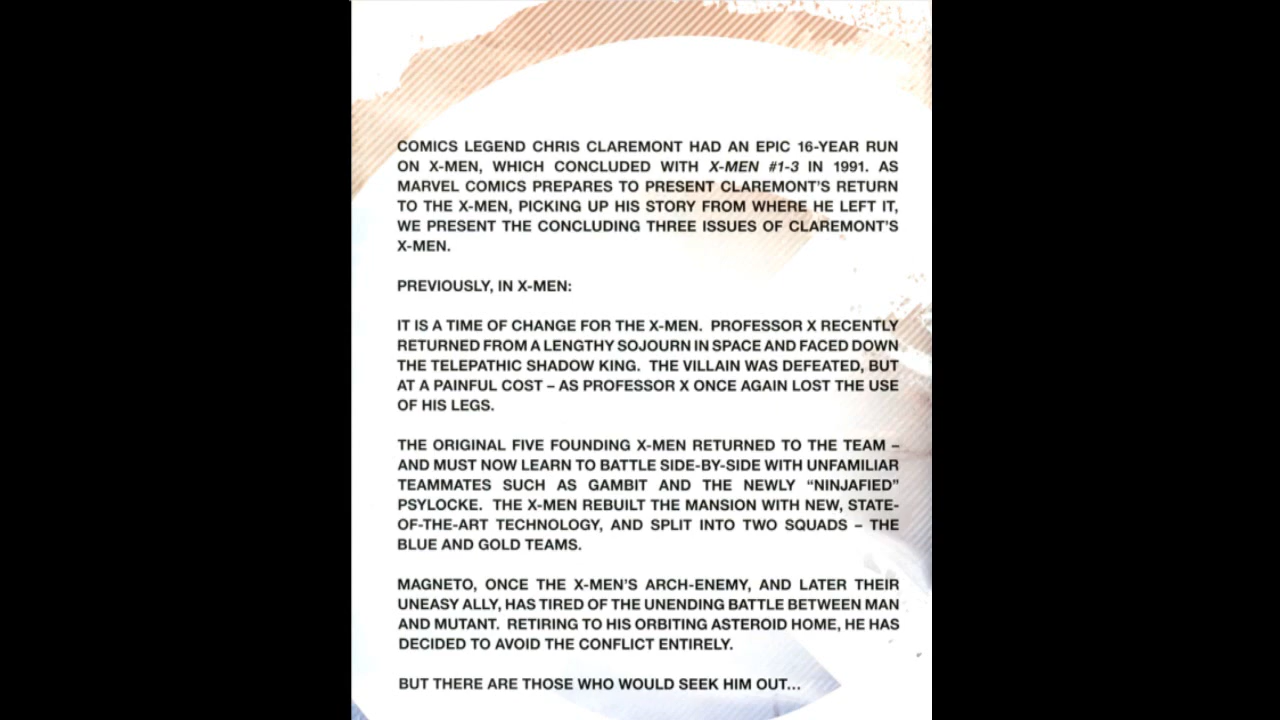 COMICS LEGEND CHRIS CLAREMONT HAD AN EPIC 16-YEAR RUN
ON X-MEN, WHICH CONCLUDED WITH X-MEN #1-3 IN 1991. AS
MARVEL COMICS PREPARES TO PRESENT CLAREMONT'S RETURN
TO THE X-MEN, PICKING UP HIS STORY FROM WHERE HE LEFT IT,
WE PRESENT THE CONCLUDING THREE ISSUES OF CLAREMONT'S
X-MEN.
PREVIOUSLY, IN X-MEN:
IT IS A TIME OF CHANGE FOR THE X-MEN. PROFESSOR X RECENTLY
RETURNED FROM A LENGTHY SOJOURN IN SPACE AND FACED DOWN
THE TELEPATHIC SHADOW KING. THE VILLAIN WAS DEFEATED, BUT
AT A PAINFUL COST – AS PROFESSOR X ONCE AGAIN LOST THE USE
OF HIS LEGS.
THE ORIGINAL FIVE FOUNDING X-MEN RETURNED TO THE TEAM –
AND MUST NOW LEARN TO BATTLE SIDE-BY-SIDE WITH UNFAMILIAR
TEAMMATES SUCH AS GAMBIT AND THE NEWLY “NINJAFIED”
PSYLOCKE. THE X-MEN REBUILT THE MANSION WITH NEW, STATE-
OF-THE-ART TECHNOLOGY, AND SPLIT INTO TWO SQUADS – THE
BLUE AND GOLD TEAMS.
MAGNETO, ONCE THE X-MEN'S ARCH-ENEMY, AND LATER THEIR
UNEASY ALLY, HAS TIRED OF THE UNENDING BATTLE BETWEEN MAN
AND MUTANT. RETIRING TO HIS ORBITING ASTEROID HOME, HE HAS
DECIDED TO AVOID THE CONFLICT ENTIRELY.
BUT THERE ARE THOSE WHO WOULD SEEK HIM OUT...